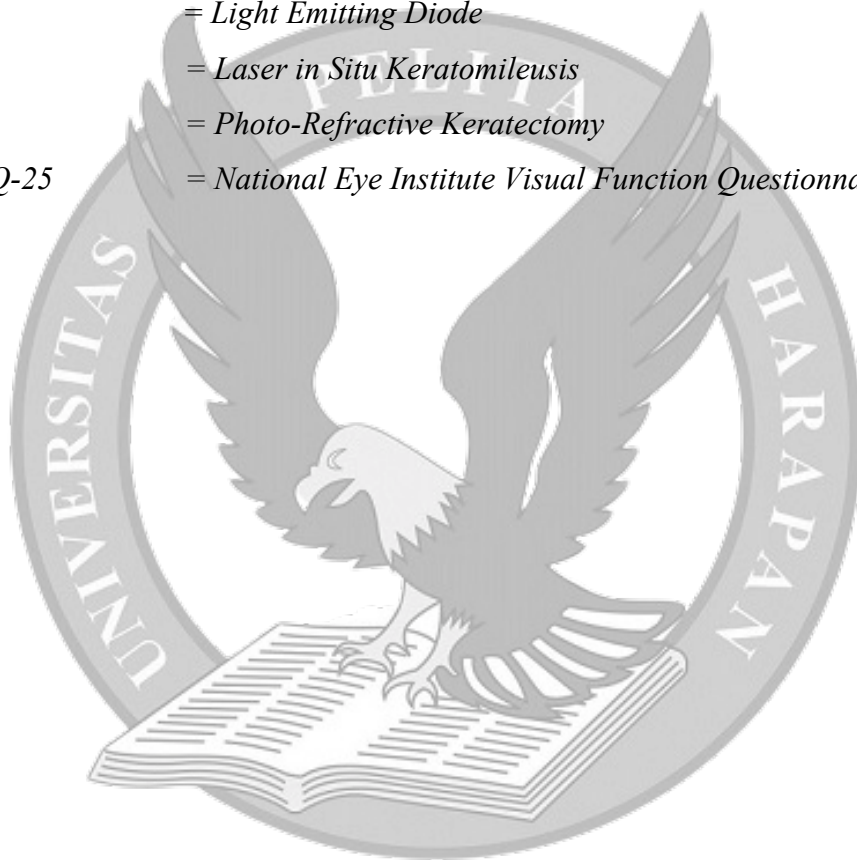 = Light Emitting Diode
= Laser in Situ Keratomileusis
= Photo-Refractive Keratectomy
Q-25 = National Eye Institute Visual Function
UNIVERSITAS PELITA HARAPAN